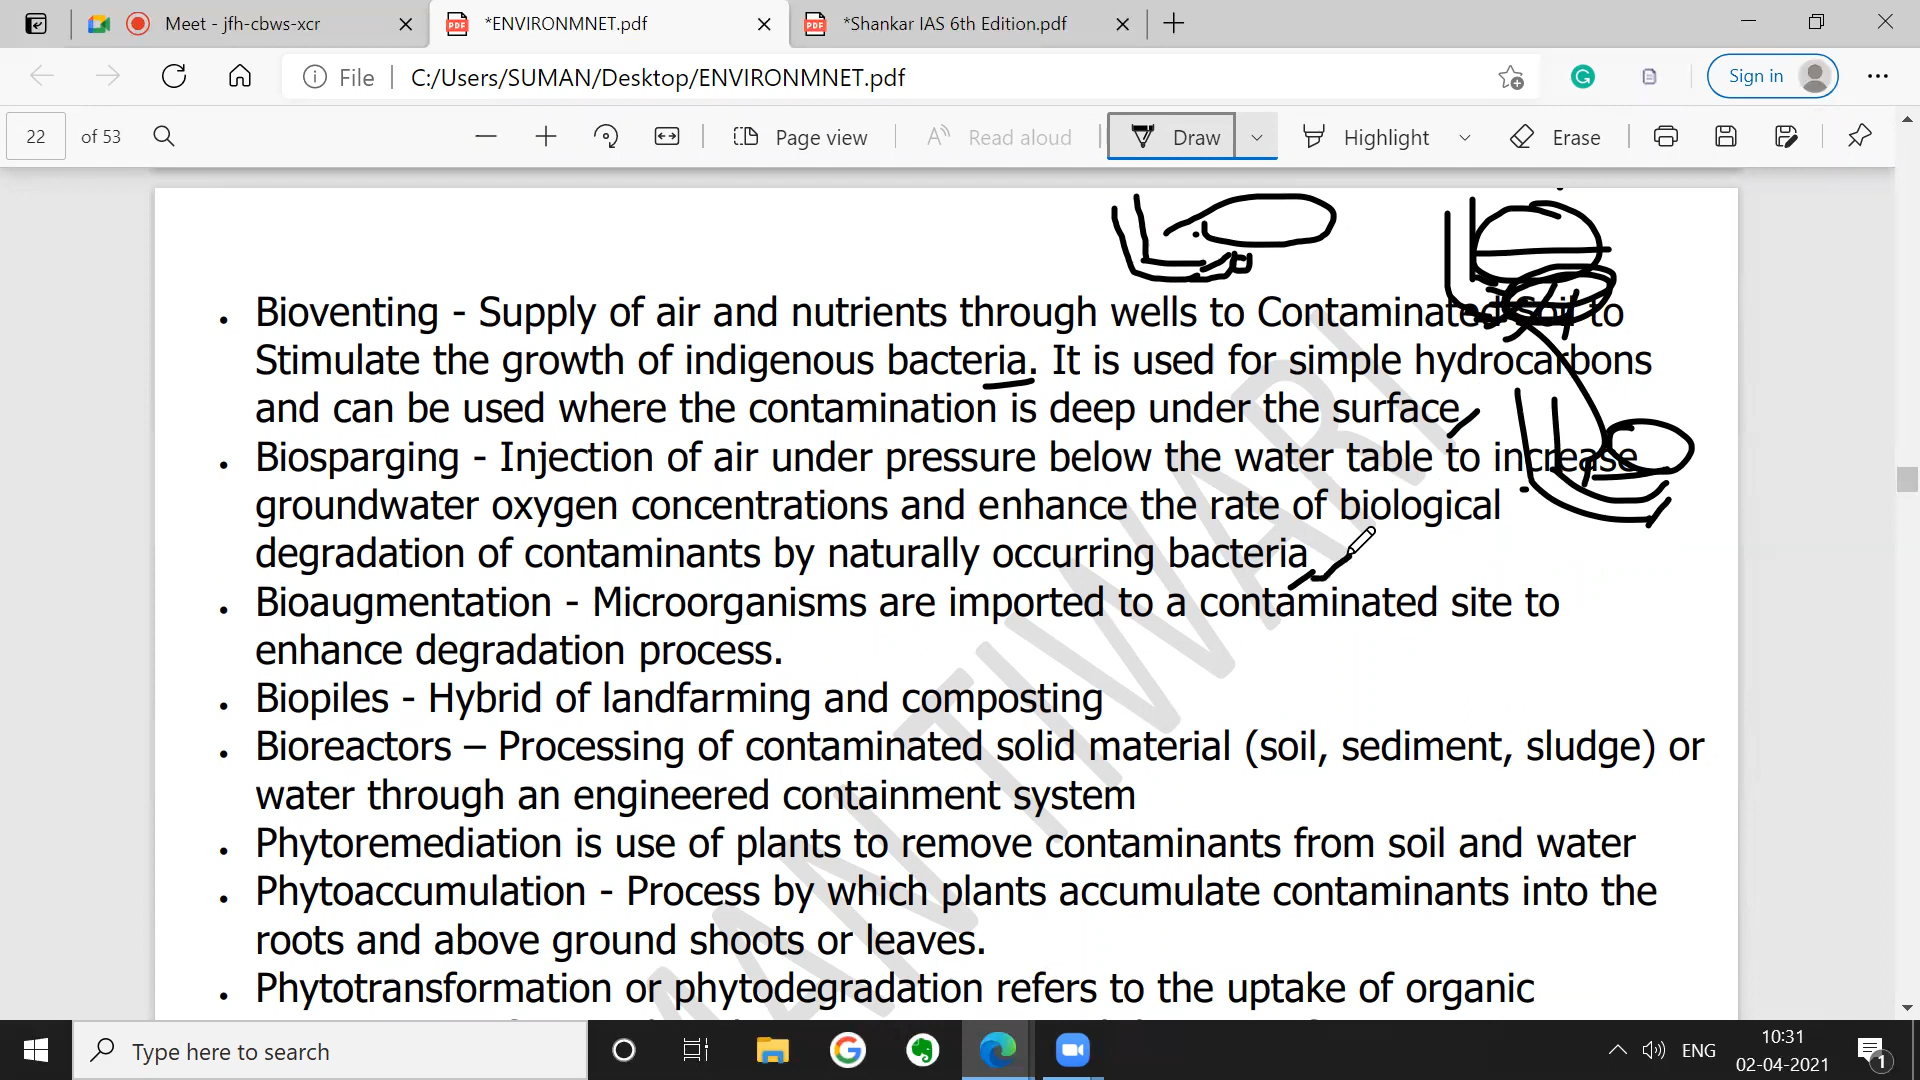 Meet - jfh-cbws-xcr
*ENVIRONMNET.pdf
*Shankar IAS 6th Edition.pdf
File
C:/Users/SUMAN/Desktop/ENVIRONMNET.pdf
Sign in
22 of 53
Page view
Read aloud
Draw
Highlight
Erase
• Bioventing - Supply of air and nutrients through wells to Contaminated Soil to
Stimulate the growth of indigenous bacteria. It is used for simple hydrocarbons
and can be used where the contamination is deep under the surface
• Biosparging - Injection of air under pressure below the water table to increase
groundwater oxygen concentrations and enhance the rate of biological
degradation of contaminants by naturally occurring bacteria
• Bioaugmentation - Microorganisms are imported to a contaminated site to
enhance degradation process.
• Biopiles - Hybrid of landfarming and composting
• Bioreactors – Processing of contaminated solid material (soil, sediment, sludge) or
water through an engineered containment system
• Phytoremediation is use of plants to remove contaminants from soil and water
• Phytoaccumulation - Process by which plants accumulate contaminants into the
roots and above ground shoots or leaves.
• Phytotransformation or phytodegradation refers to the uptake of organic
MAN TIWARI
Type here to search
ENG
10:31
02-04-2021
1